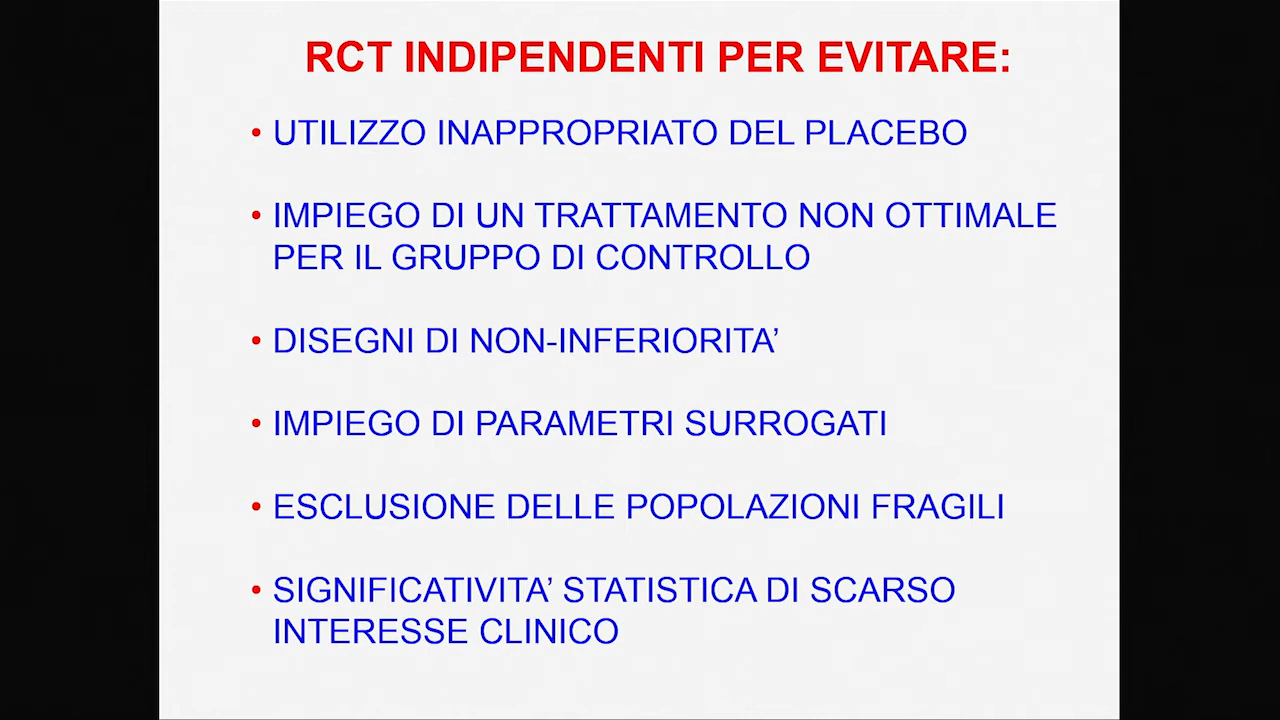 RCT INDIPENDENTI PER EVITARE:
• UTILIZZO INAPPROPRIATO DEL PLACEBO
• IMPIEGO DI UN TRATTAMENTO NON OTTIMALE
PER IL GRUPPO DI CONTROLLO
• DISEGNI DI NON-INFERIORITA’
• IMPIEGO DI PARAMETRI SURROGATI
• ESCLUSIONE DELLE POPOLAZIONI FRAGILI
• SIGNIFICATIVITA’ STATISTICA DI SCARSO
INTERESSE CLINICO